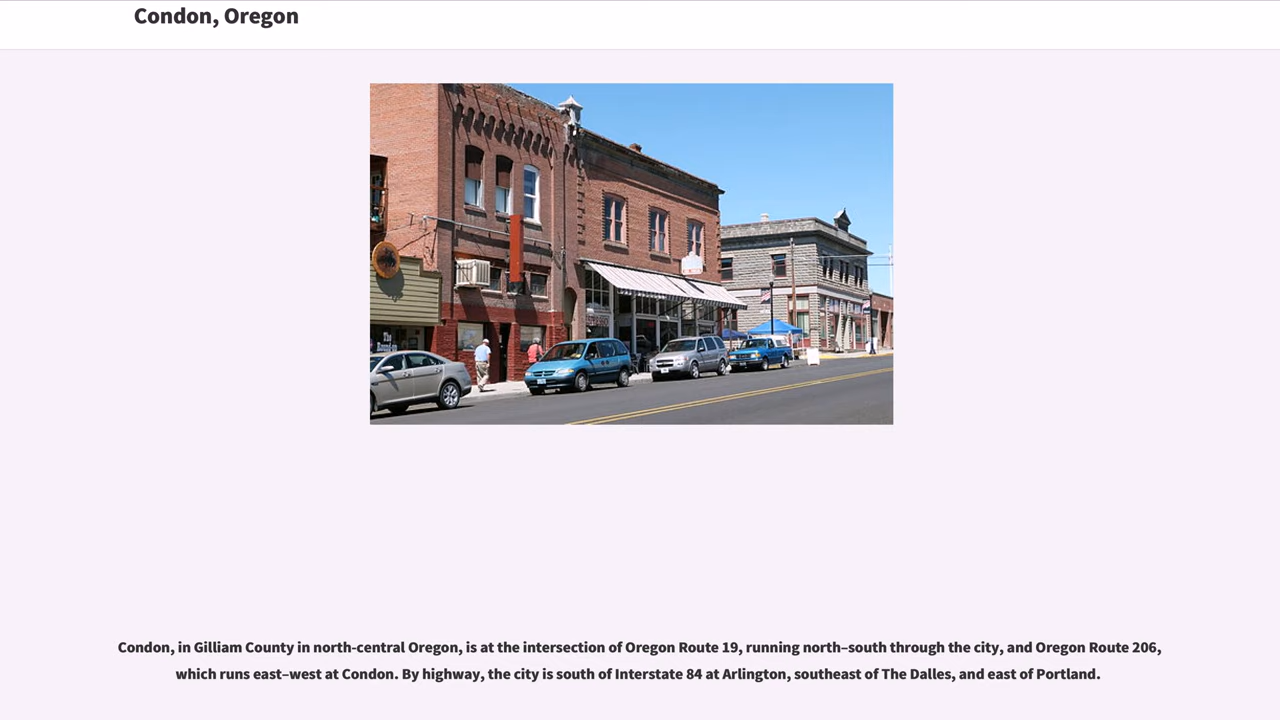 Condon, Oregon
Condon, in Gilliam County in north-central Oregon, is at the intersection of Oregon Route 19, running north–south through the city, and Oregon Route 206,
which runs east–west at Condon. By highway, the city is south of Interstate 84 at Arlington, southeast of The Dalles, and east of Portland.